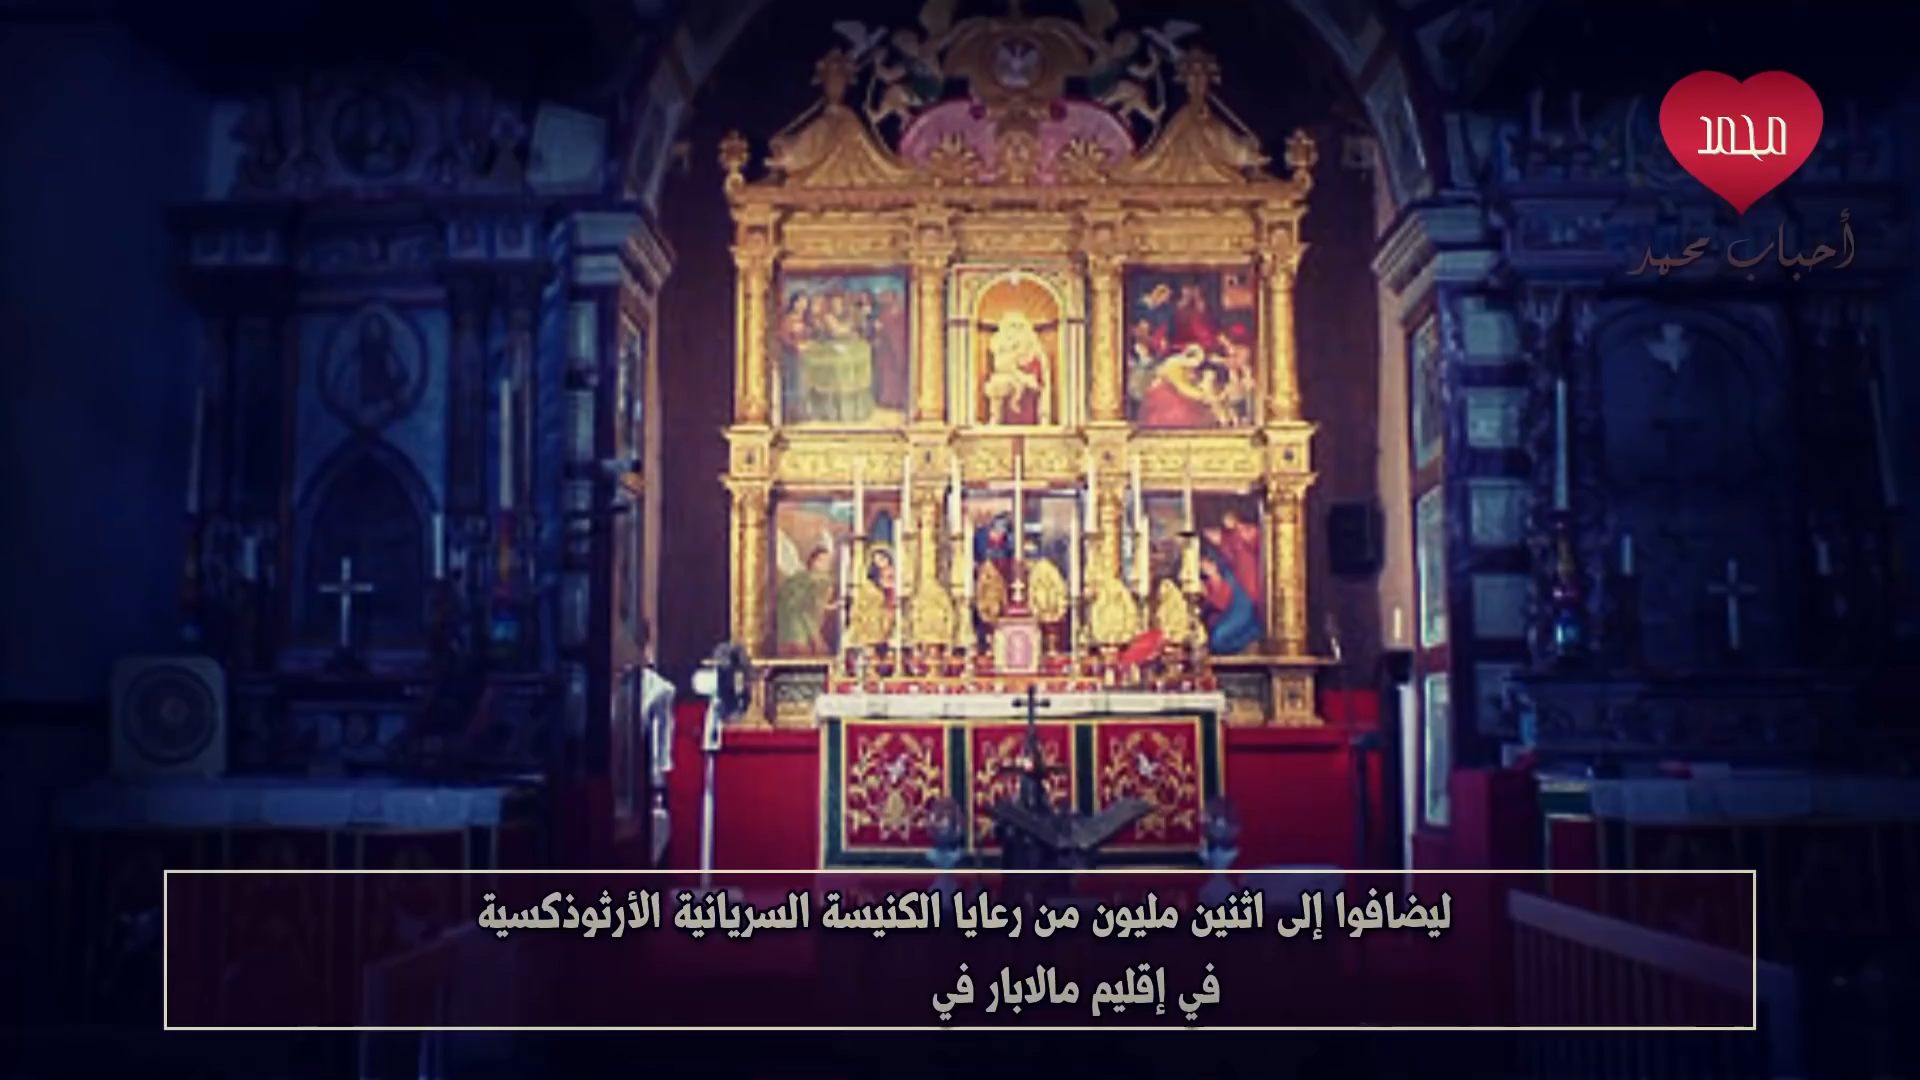 محمد
أحباب محمد
ليضافوا إلى اثنين مليون من رعايا الكنيسة السريانية الأرثوذكسية
في إقليم مالابار في